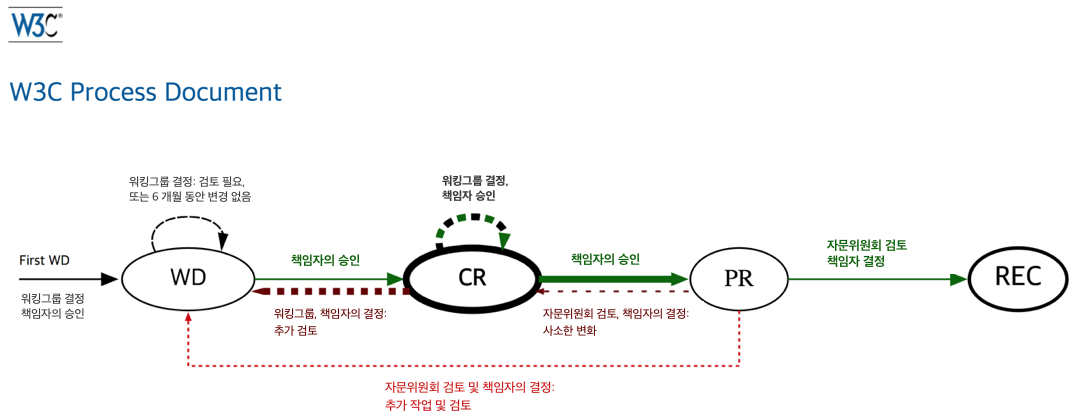 W3C®
W3C Process Document
워킹그룹 결정: 검토 필요,
또는 6 개월 동안 변경 없음
워킹그룹 결정,
책임자 승인
First WD
워킹그룹 결정
책임자의 승인
WD
책임자의 승인
워킹그룹, 책임자의 결정:
추가 검토
CR
책임자의 승인
자문위원회 검토, 책임자의 결정:
사소한 변화
PR
자문위원회 검토
책임자 결정
REC
자문위원회 검토 및 책임자의 결정:
추가 작업 및 검토